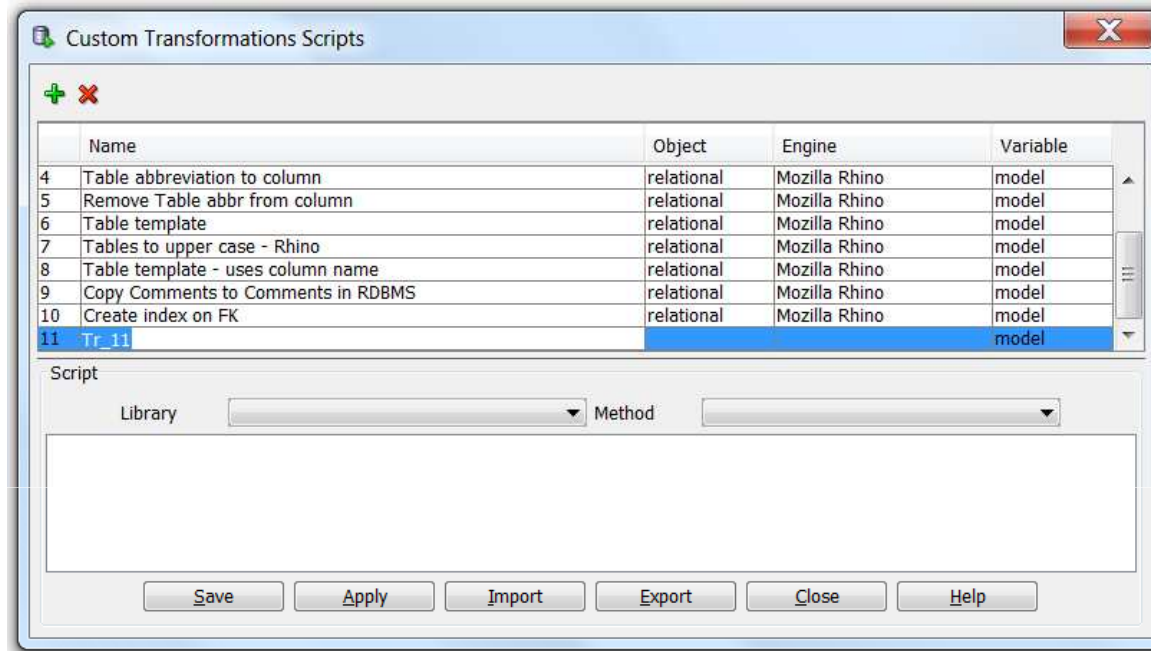 Custom Transformations Scripts
Name Object Engine Variable
4 Table abbreviation to column relational Mozilla Rhino model
5 Remove Table abbr from column relational Mozilla Rhino model
6 Table template relational Mozilla Rhino model
7 Tables to upper case - Rhino relational Mozilla Rhino model
8 Table template - uses column name relational Mozilla Rhino model
9 Copy Comments to Comments in RDBMS relational Mozilla Rhino model
10 Create index on FK relational Mozilla Rhino model
11 Tr_11 model
Script
Library Method
Save Apply Import Export Close Help